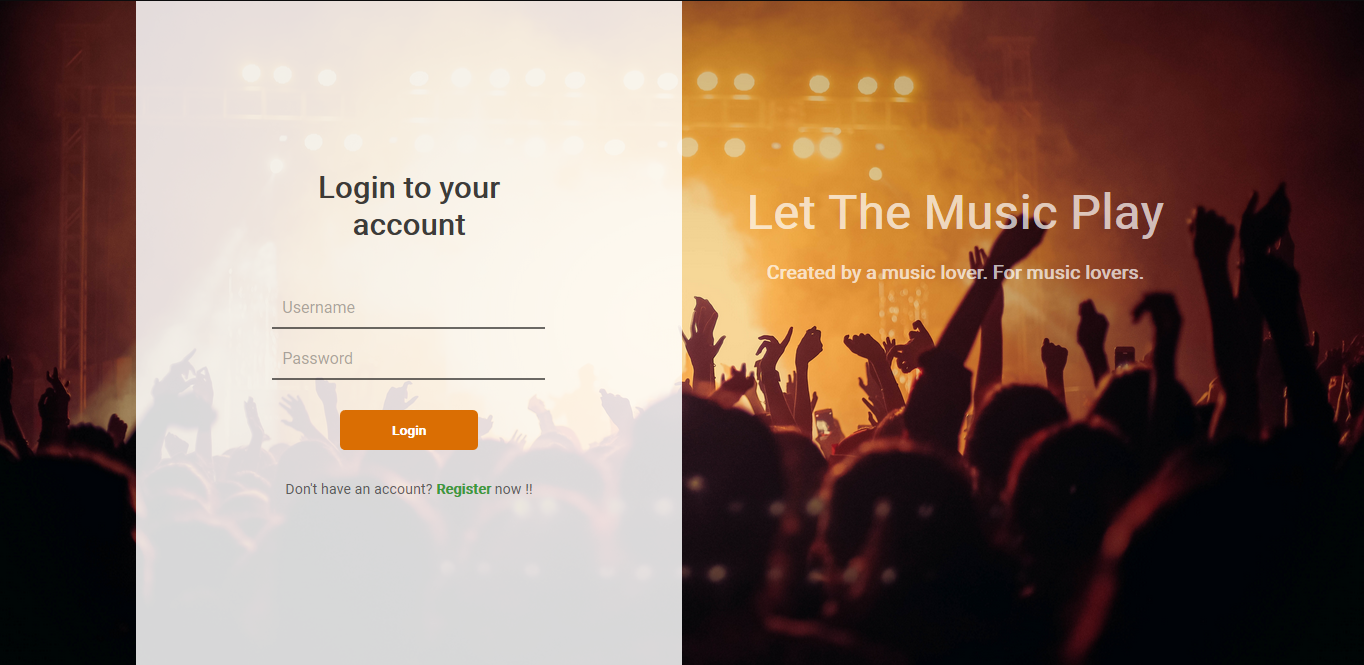 Login to your
account
Username
Password
Login
Don't have an account? Register now !!
Let The Music Play
Created by a music lover. For music lovers.